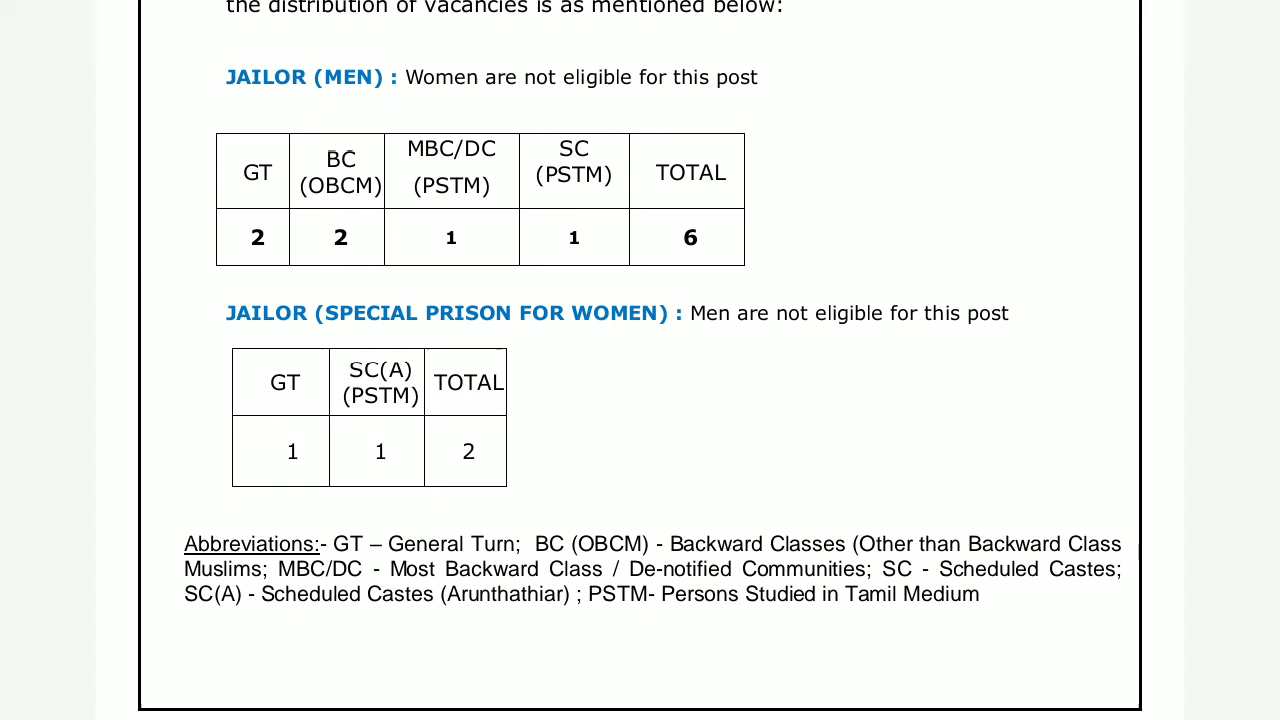 the distribution of vacancies is as mentioned below:
JAILOR (MEN) : Women are not eligible for this post
GT BC (OBCM) MBC/DC (PSTM) SC (PSTM) TOTAL
2 2 1 1 6
JAILOR (SPECIAL PRISON FOR WOMEN) : Men are not eligible for this post
GT SC(A) (PSTM) TOTAL
1 1 2
Abbreviations:- GT – General Turn; BC (OBCM) - Backward Classes (Other than Backward Class
Muslims; MBC/DC - Most Backward Class / De-notified Communities; SC - Scheduled Castes;
SC(A) - Scheduled Castes (Arunthathiar) ; PSTM- Persons Studied in Tamil Medium